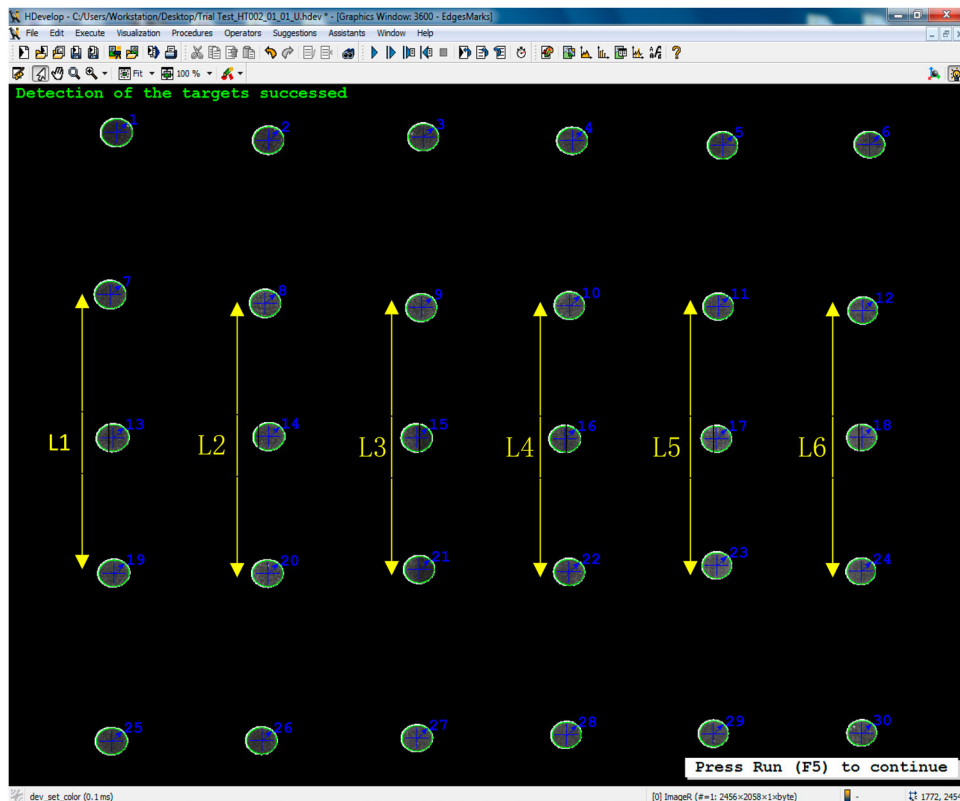 HDevelop - C:/Users/Workstation/Desktop/Trial Test_HT002_01_01_U.hdev * - [Graphics Window: 3600 - EdgesMarks]
File Edit Execute Visualization Procedures Operators Suggestions Assistants Window Help
Fit 100 %
Detection of the targets successed
1 2 3 4 5 6
7 8 9 10 11 12
13 14 15 16 17 18
L1 L2 L3 L4 L5 L6
19 20 21 22 23 24
25 26 27 28 29 30
Press Run (F5) to continue
dev_set_color (0.1 ms) [0] ImageR (#=1: 2456×2058×1×byte) - 1772, 2454